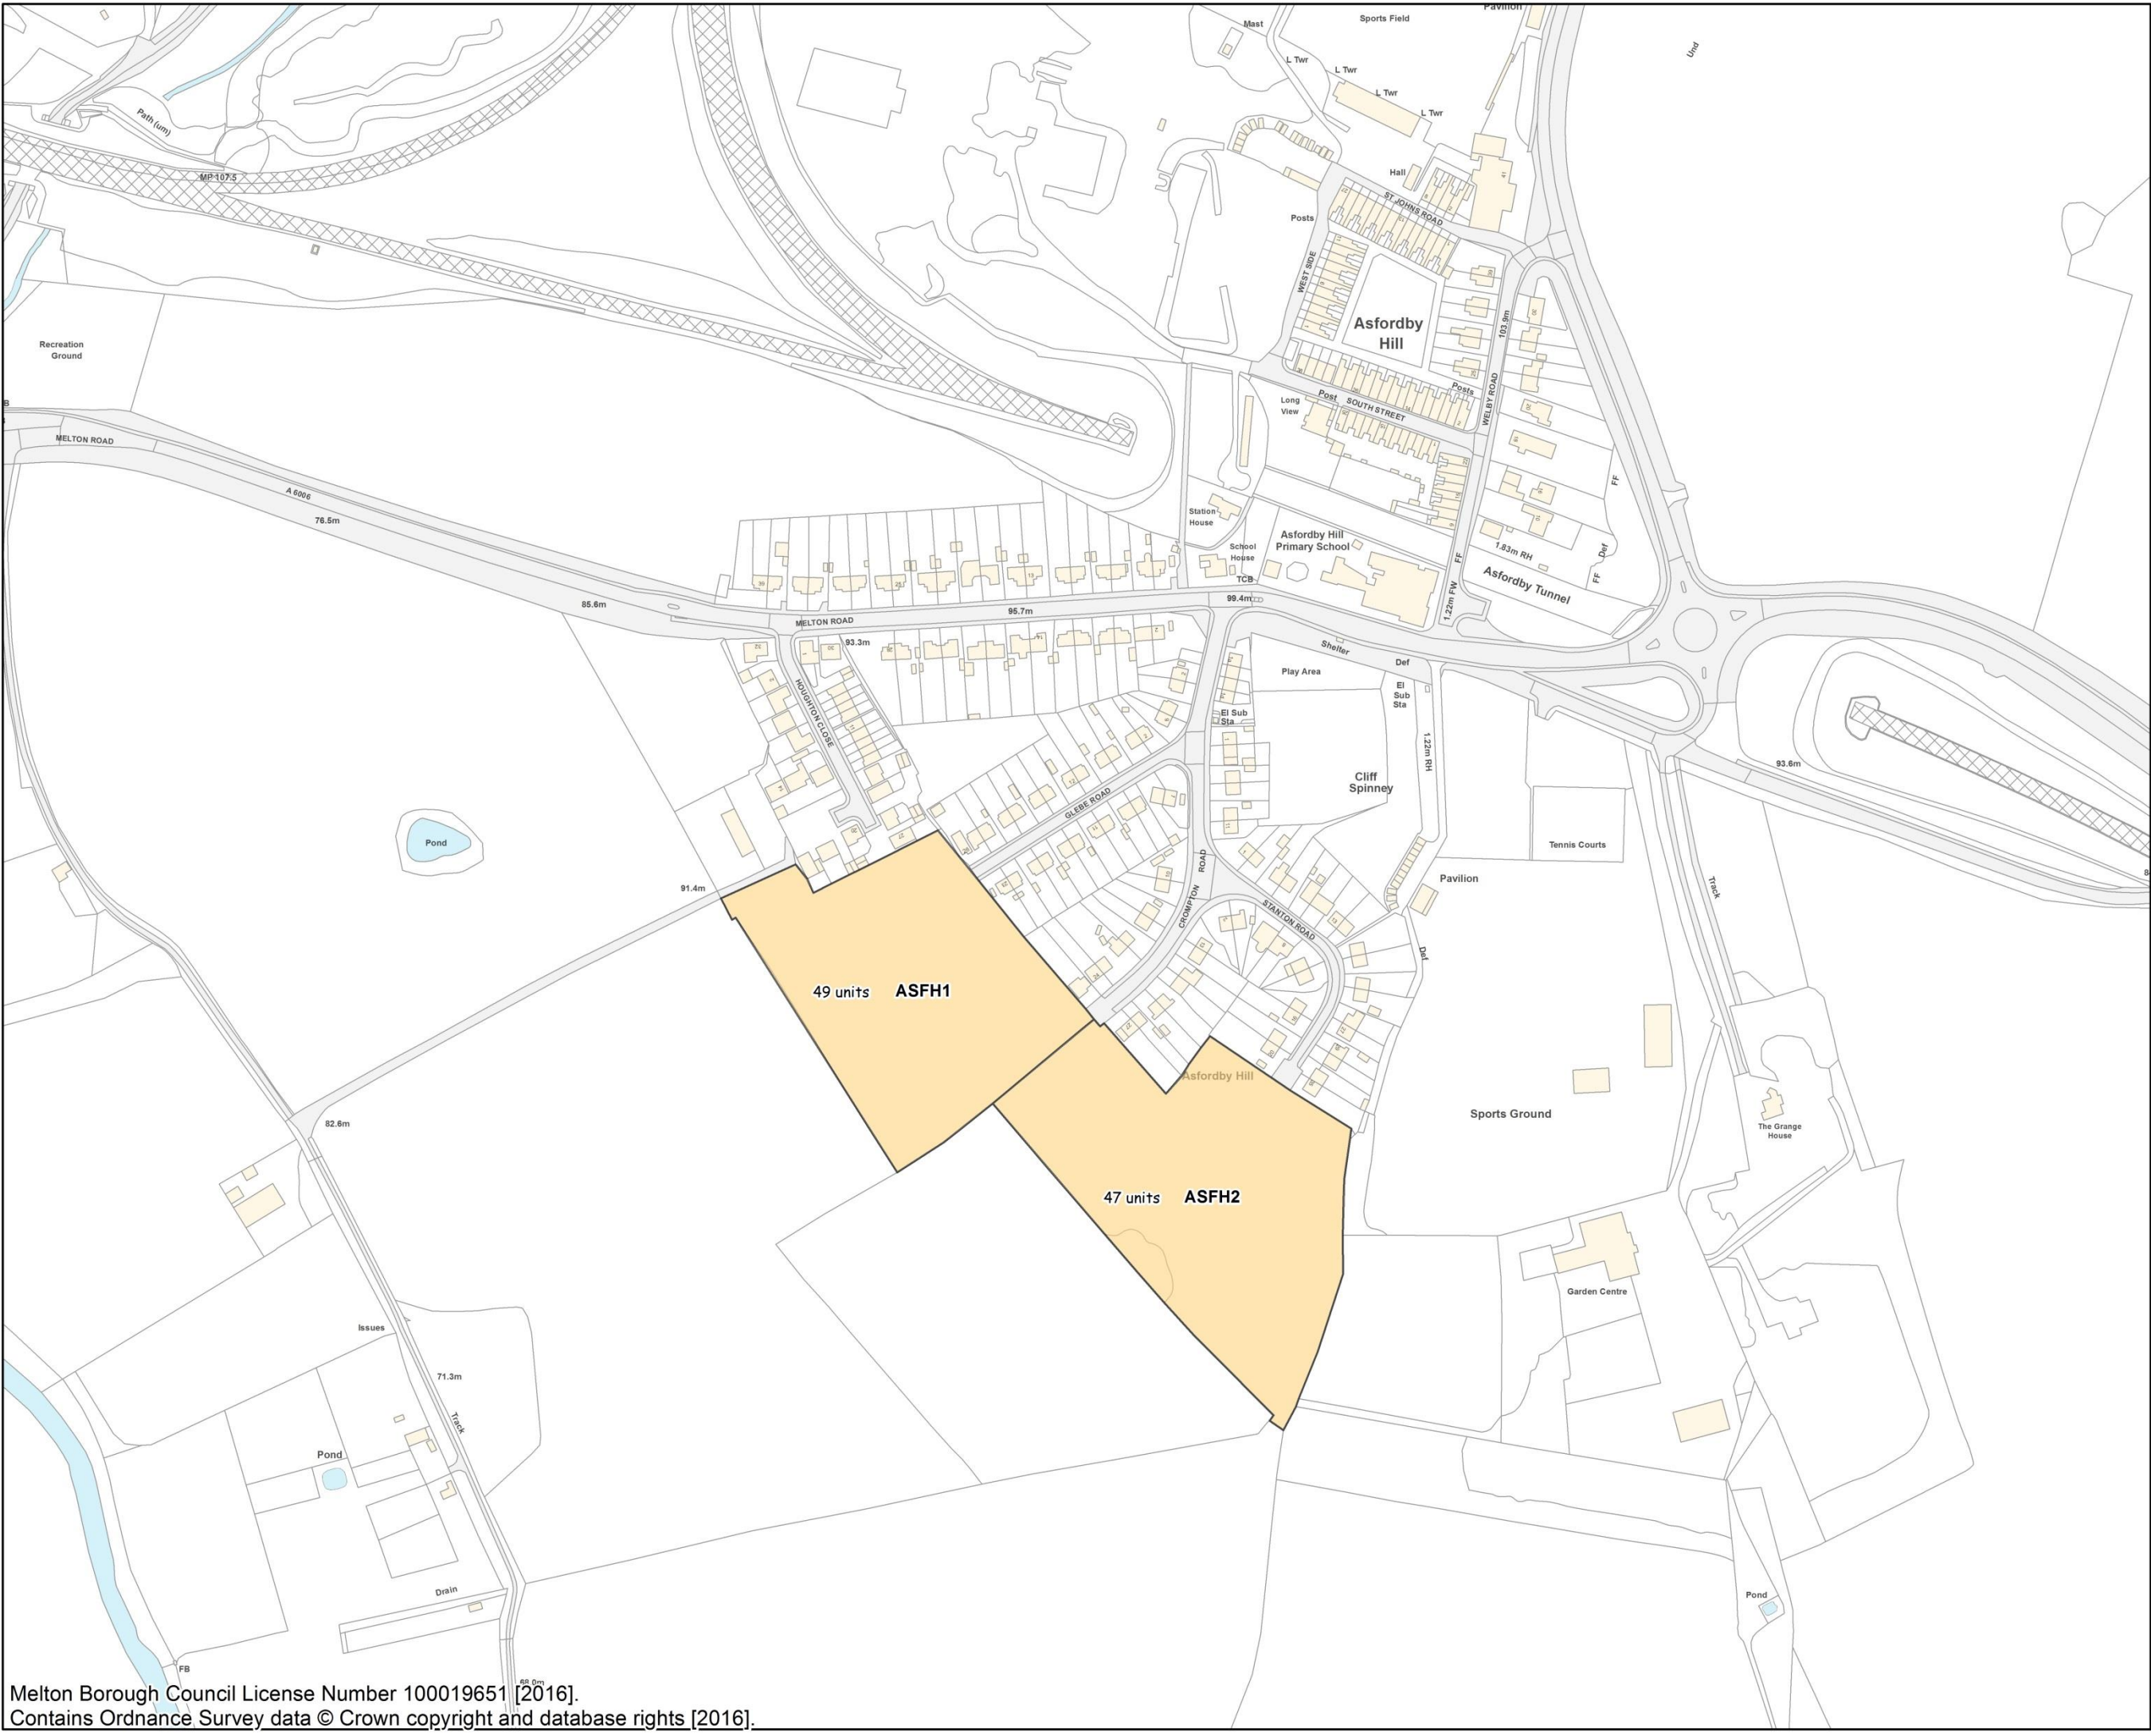 Pavilion
Sports Field
Mast
Und
L Twr
L Twr
L Twr
L Twr
Path (um)
MP 107.5
Hall
41
ST JOHNS ROAD
Posts
WEST SIDE
Asfordby
Hill
103.9m
WELBY ROAD
Recreation
Ground
Posts
Post
SOUTH STREET
Long
View
B
MELTON ROAD
A 6006
76.5m
FF
Station
House
School
House
Asfordby Hill
Primary School
1.83m RH
Def
FF
FF
Asfordby Tunnel
TCB
1.22m FW
99.4m
85.6m
95.7m
MELTON ROAD
93.3m
HOUGHTON CLOSE
Shelter
Def
Play Area
El
Sub
Sta
El Sub
Sta
1.22m RH
Cliff
Spinney
93.6m
GLEBE ROAD
Pond
Tennis Courts
CROMPTON ROAD
Pavilion
Track
91.4m
STANTON ROAD
Def
49 units
ASFH1
Asfordby Hill
82.6m
Sports Ground
The Grange
House
47 units
ASFH2
Garden Centre
Issues
71.3m
Track
Pond
Drain
Pond
FB
68.0m
Melton Borough Council License Number 100019651 [2016].
Contains Ordnance Survey data © Crown copyright and database rights [2016].